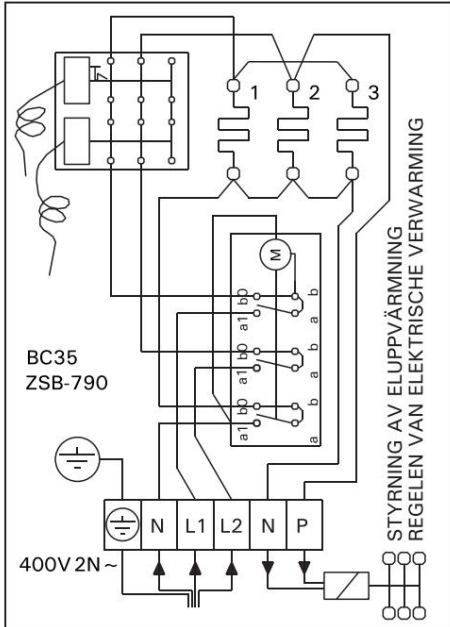 1 2 3
M
b0 b
a1 a
b0 b
a1 a
b0 b
a1 a
BC35
ZSB-790
N L1 L2 N P
400V 2N~
STYRNING AV ELUPPVÄRMNING
REGELEN VAN ELEKTRISCHE VERWARMING